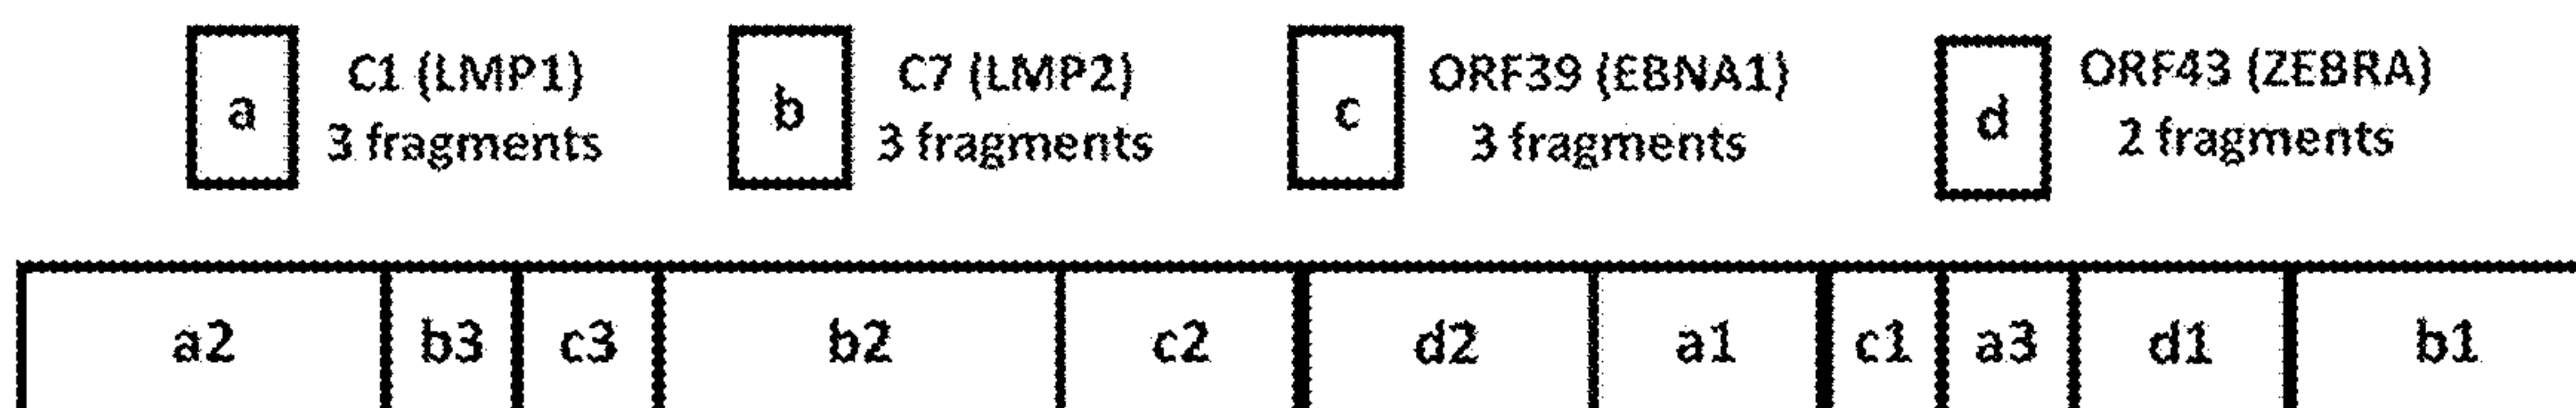 a C1 (LMP1) b C7 (LMP2) c ORF39 (EBNA1) d ORF43 (ZEBRA)
3 fragments 3 fragments 3 fragments 2 fragments
a2 b3 c3 b2 c2 d2 a1 c1 a3 d1 b1